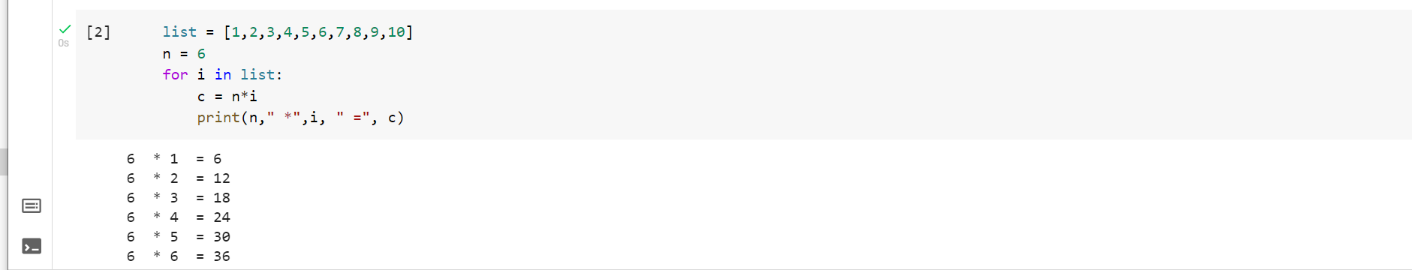 [2] list = [1,2,3,4,5,6,7,8,9,10]
0s
n = 6
for i in list:
    c = n*i
    print(n," *",i, " =", c)
6  * 1  = 6
6  * 2  = 12
6  * 3  = 18
6  * 4  = 24
6  * 5  = 30
6  * 6  = 36